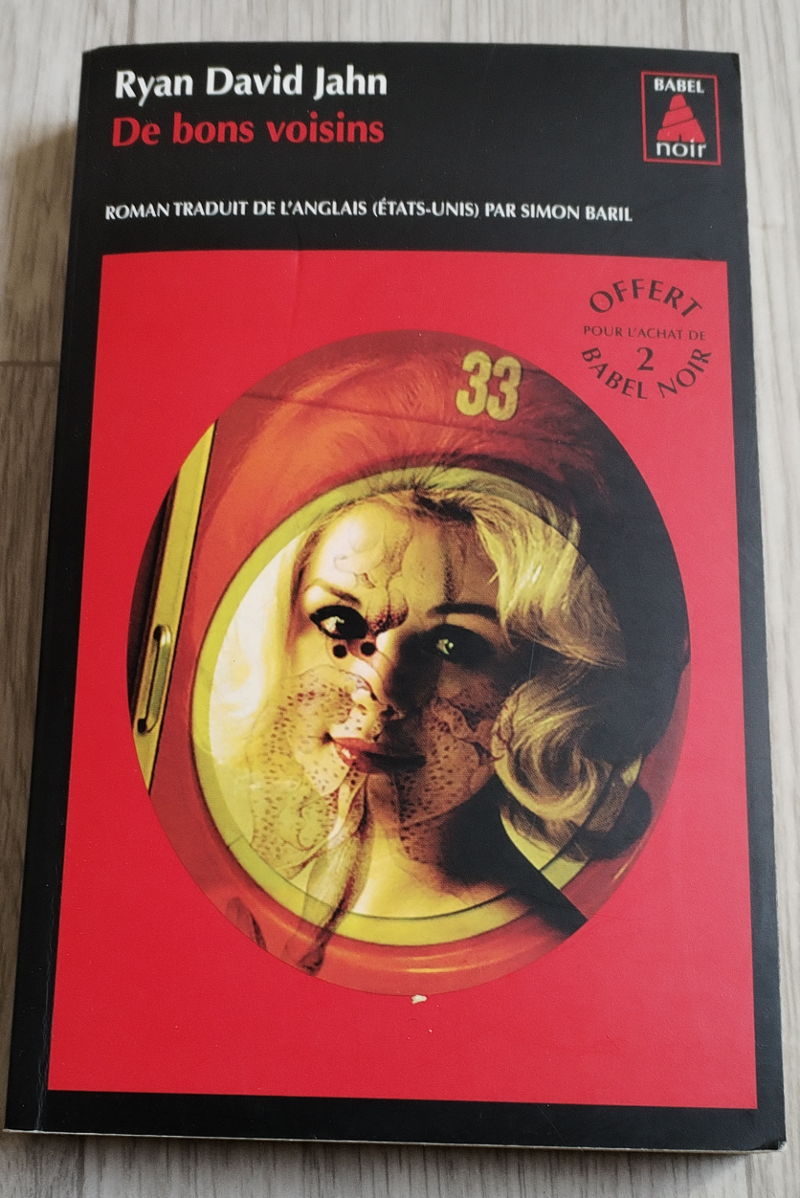 Ryan David Jahn
De bons voisins
BABEL
noir
ROMAN TRADUIT DE L'ANGLAIS (ÉTATS-UNIS) PAR SIMON BARIL
OFFERT
POUR L'ACHAT DE
2
BABEL NOIR
33